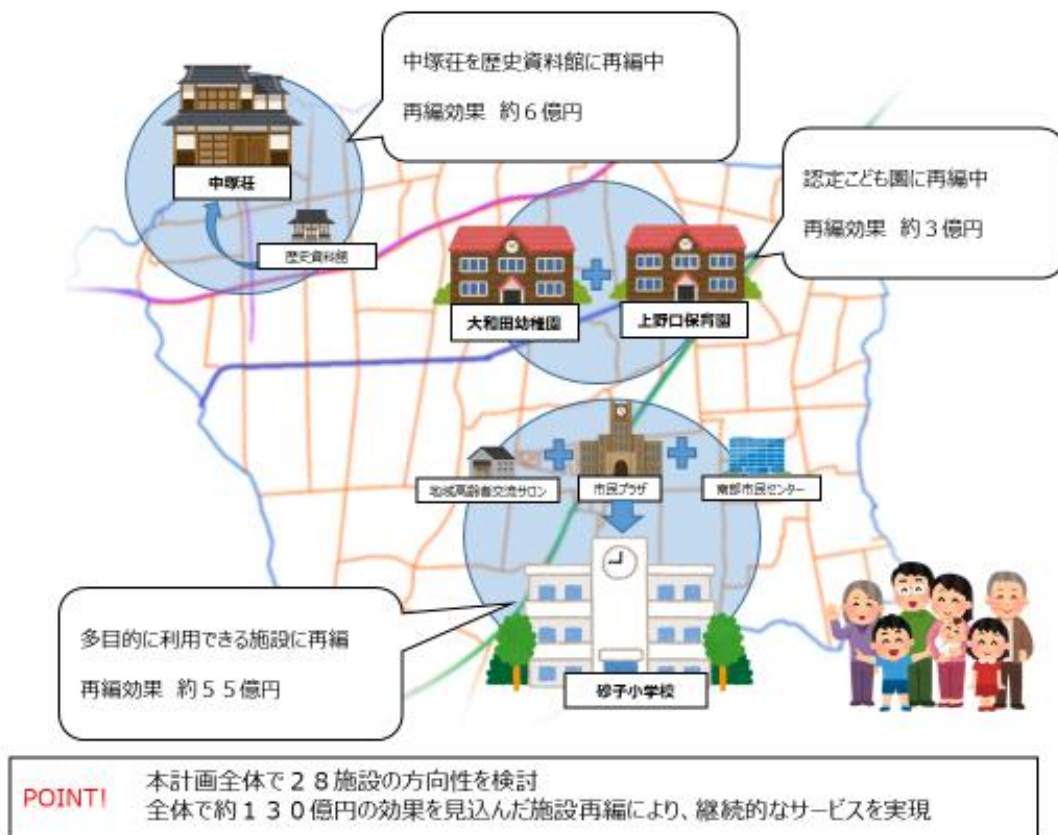 中塚荘を歴史資料館に再編中
再編効果 約６億円
中塚荘
歴史資料館
認定こども園に再編中
再編効果 約３億円
大和田幼稚園
上野口保育園
地域高齢者交流サロン
市民プラザ
南部市民センター
多目的に利用できる施設に再編
再編効果 約５５億円
砂子小学校
POINT!
本計画全体で２８施設の方向性を検討
全体で約１３０億円の効果を見込んだ施設再編により、継続的なサービスを実現